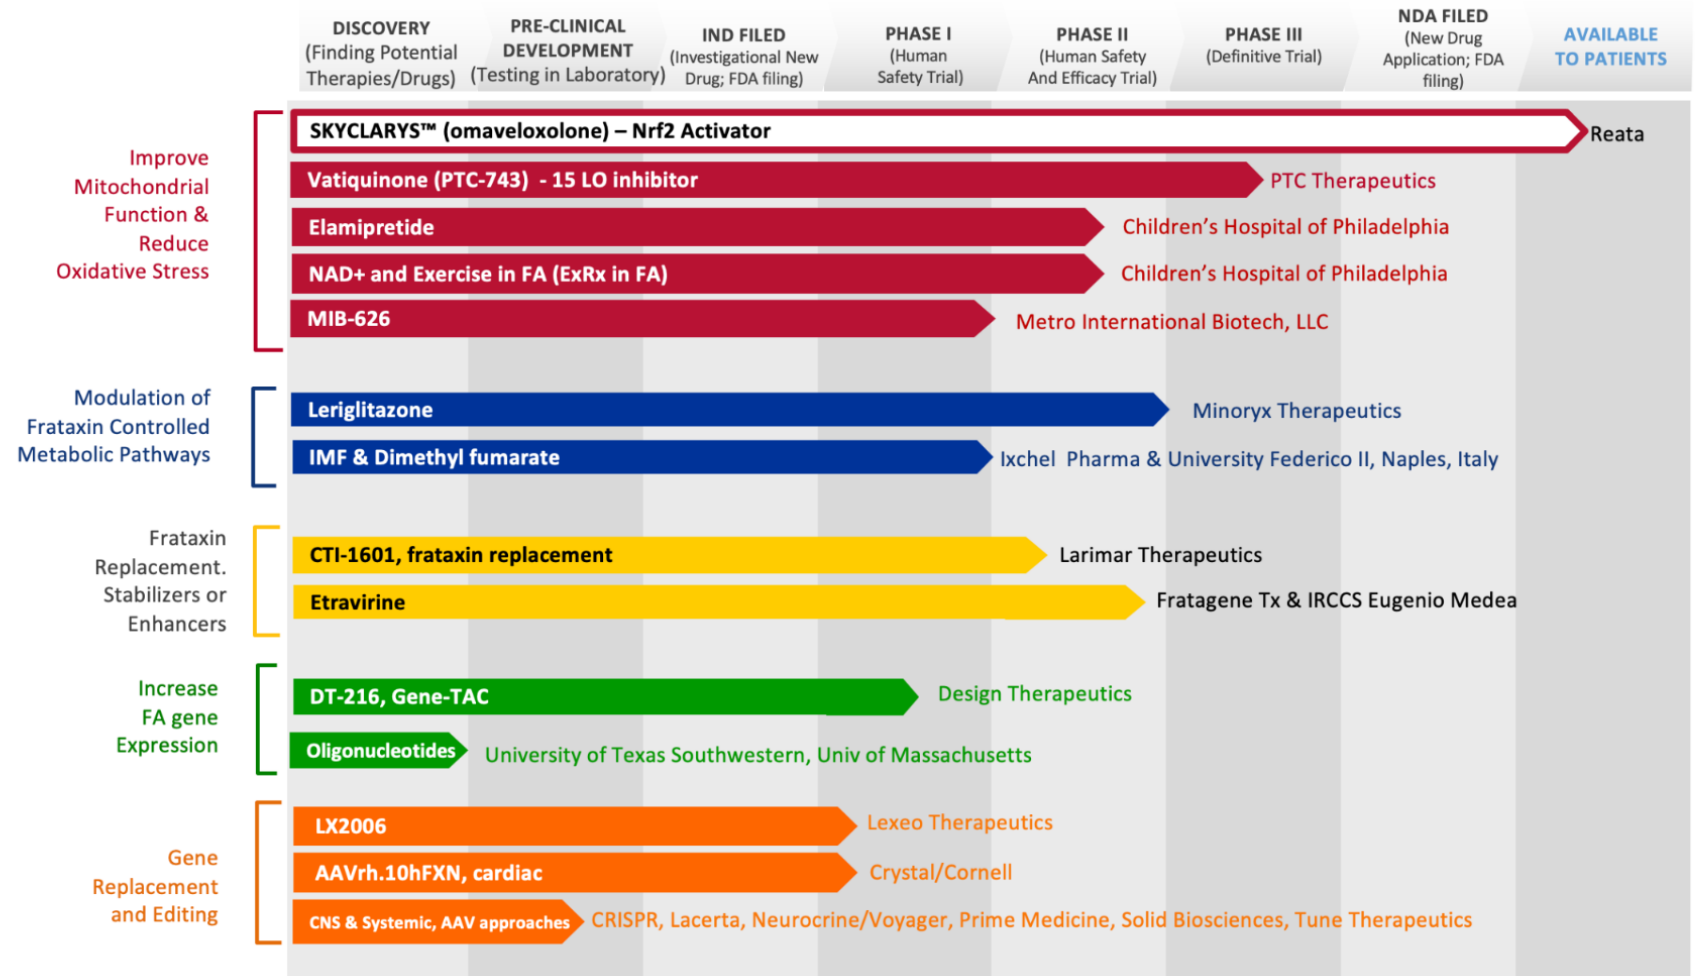 DISCOVERY
(Finding Potential
Therapies/Drugs)
PRE-CLINICAL
DEVELOPMENT
(Testing in Laboratory)
IND FILED
(Investigational New
Drug; FDA filing)
PHASE I
(Human
Safety Trial)
PHASE II
(Human Safety
And Efficacy Trial)
PHASE III
(Definitive Trial)
NDA FILED
(New Drug
Application; FDA
filing)
AVAILABLE
TO PATIENTS
Improve
Mitochondrial
Function &
Reduce
Oxidative Stress
SKYCLARYS™ (omaveloxolone) – Nrf2 Activator
Reata
Vatiquinone (PTC-743)  - 15 LO inhibitor
PTC Therapeutics
Elamipretide
Children’s Hospital of Philadelphia
NAD+ and Exercise in FA (ExRx in FA)
Children’s Hospital of Philadelphia
MIB-626
Metro International Biotech, LLC
Modulation of
Frataxin Controlled
Metabolic Pathways
Leriglitazone
Minoryx Therapeutics
IMF & Dimethyl fumarate
Ixchel  Pharma & University Federico II, Naples, Italy
Frataxin
Replacement.
Stabilizers or
Enhancers
CTI-1601, frataxin replacement
Larimar Therapeutics
Etravirine
Fratagene Tx & IRCCS Eugenio Medea
Increase
FA gene
Expression
DT-216, Gene-TAC
Design Therapeutics
Oligonucleotides
University of Texas Southwestern, Univ of Massachusetts
Gene
Replacement
and Editing
LX2006
Lexeo Therapeutics
AAVrh.10hFXN, cardiac
Crystal/Cornell
CNS & Systemic, AAV approaches
CRISPR, Lacerta, Neurocrine/Voyager, Prime Medicine, Solid Biosciences, Tune Therapeutics